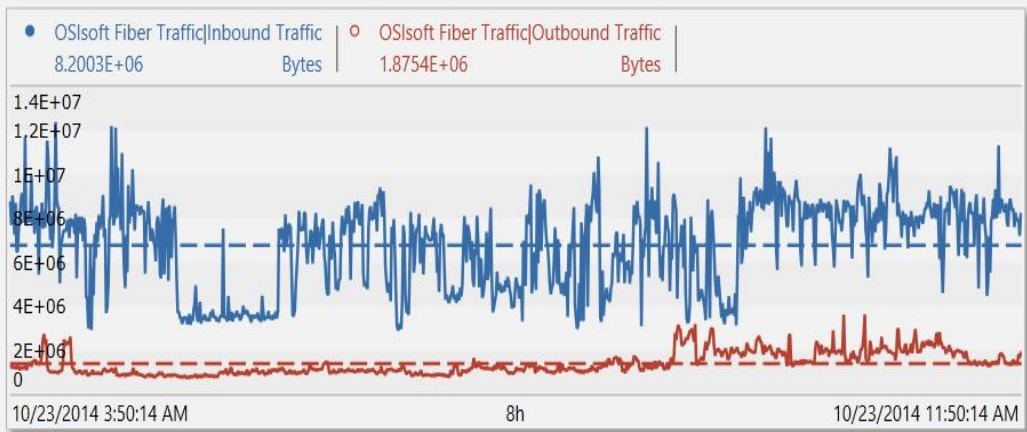 OSIsoft Fiber Traffic|Inbound Traffic
8.2003E+06 Bytes
OSIsoft Fiber Traffic|Outbound Traffic
1.8754E+06 Bytes
1.4E+07
1.2E+07
1E+07
8E+06
6E+06
4E+06
2E+06
0
10/23/2014 3:50:14 AM 8h 10/23/2014 11:50:14 AM